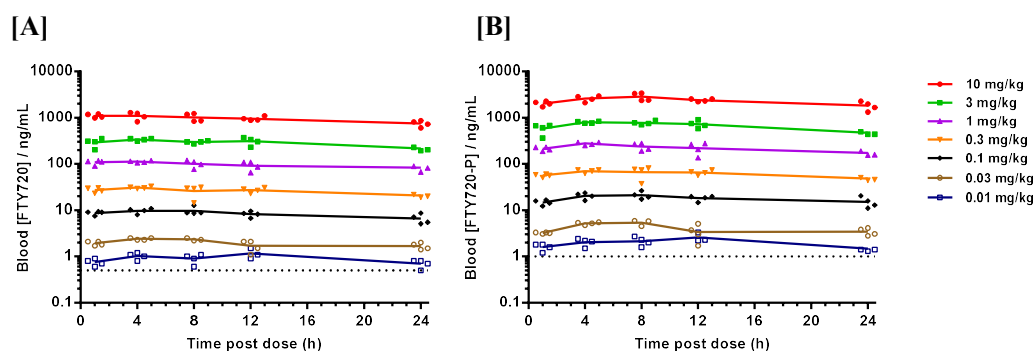 [A]
Blood [FTY720] / ng/mL
10000
1000
100
10
1
0.1
0 4 8 12 16 20 24
Time post dose (h)
[B]
Blood [FTY720-P] / ng/mL
10000
1000
100
10
1
0.1
0 4 8 12 16 20 24
Time post dose (h)
10 mg/kg
3 mg/kg
1 mg/kg
0.3 mg/kg
0.1 mg/kg
0.03 mg/kg
0.01 mg/kg